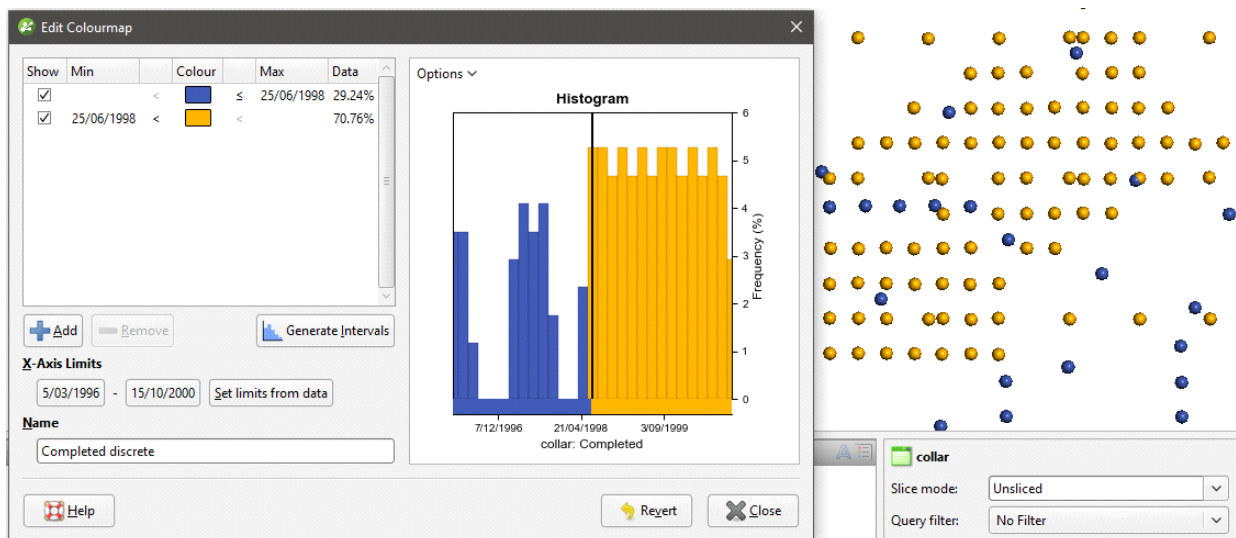 Edit Colourmap
Show Min Colour Max Data
< ≤ 25/06/1998 29.24%
25/06/1998 < < 70.76%
Add Remove Generate Intervals
X-Axis Limits
5/03/1996 - 15/10/2000 Set limits from data
Name
Completed discrete
Options
Histogram
6
5
4
3
2
1
0
Frequency (%)
7/12/1996 21/04/1998 3/09/1999
collar: Completed
Help Revert Close
collar
Slice mode: Unsliced
Query filter: No Filter